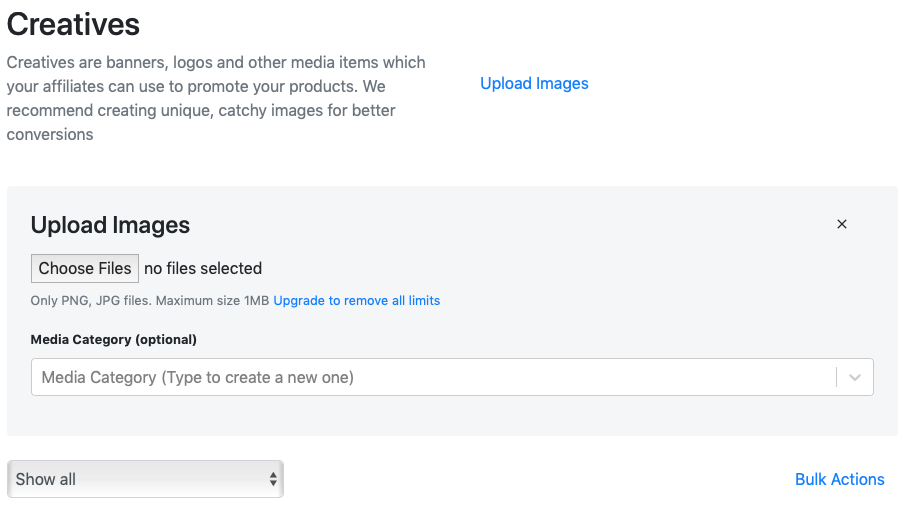 Creatives
Creatives are banners, logos and other media items which
your affiliates can use to promote your products. We
recommend creating unique, catchy images for better
conversions
Upload Images
Upload Images
×
Choose Files no files selected
Only PNG, JPG files. Maximum size 1MB Upgrade to remove all limits
Media Category (optional)
Media Category (Type to create a new one)
Show all
Bulk Actions